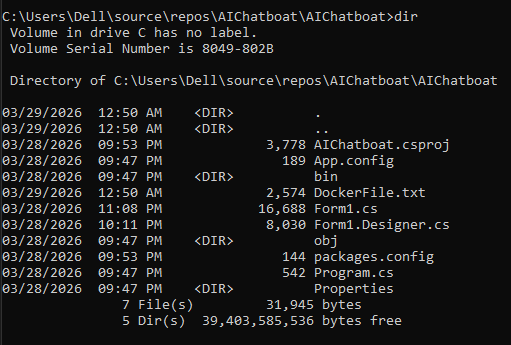 C:\Users\Dell\source\repos\AIChatboat\AIChatboat>dir
 Volume in drive C has no label.
 Volume Serial Number is 8049-802B

 Directory of C:\Users\Dell\source\repos\AIChatboat\AIChatboat

03/29/2026  12:50 AM    <DIR>          .
03/29/2026  12:50 AM    <DIR>          ..
03/28/2026  09:53 PM             3,778 AIChatboat.csproj
03/28/2026  09:47 PM               189 App.config
03/28/2026  09:47 PM    <DIR>          bin
03/29/2026  12:50 AM             2,574 DockerFile.txt
03/28/2026  11:08 PM            16,688 Form1.cs
03/28/2026  10:11 PM             8,030 Form1.Designer.cs
03/28/2026  09:47 PM    <DIR>          obj
03/28/2026  09:53 PM               144 packages.config
03/28/2026  09:47 PM               542 Program.cs
03/28/2026  09:47 PM    <DIR>          Properties
               7 File(s)         31,945 bytes
               5 Dir(s)  39,403,585,536 bytes free